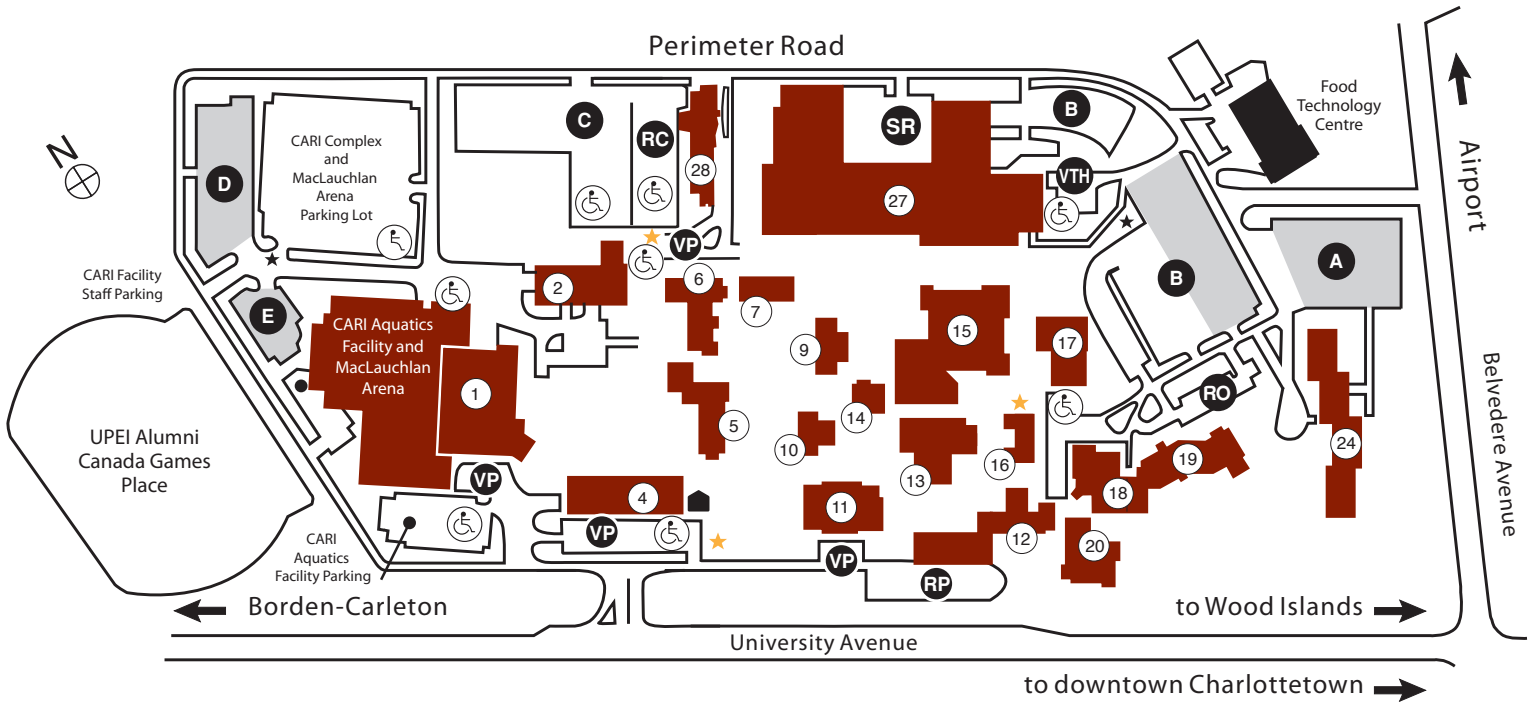 Perimeter Road
N
CARI Complex
and
MacLauchlan
Arena
Parking Lot
D
C
RC
28
SR
27
B
VTH
Food
Technology
Centre
Airport
CARI Facility
Staff Parking
E
2
VP
6
7
B
A
CARI Aquatics
Facility and
MacLauchlan
Arena
1
9
15
17
5
14
10
RO
Belvedere Avenue
UPEI Alumni
Canada Games
Place
13
16
19
24
VP
4
11
18
VP
12
20
CARI
Aquatics
Facility Parking
VP
RP
Borden-Carleton
to Wood Islands
University Avenue
to downtown Charlottetown